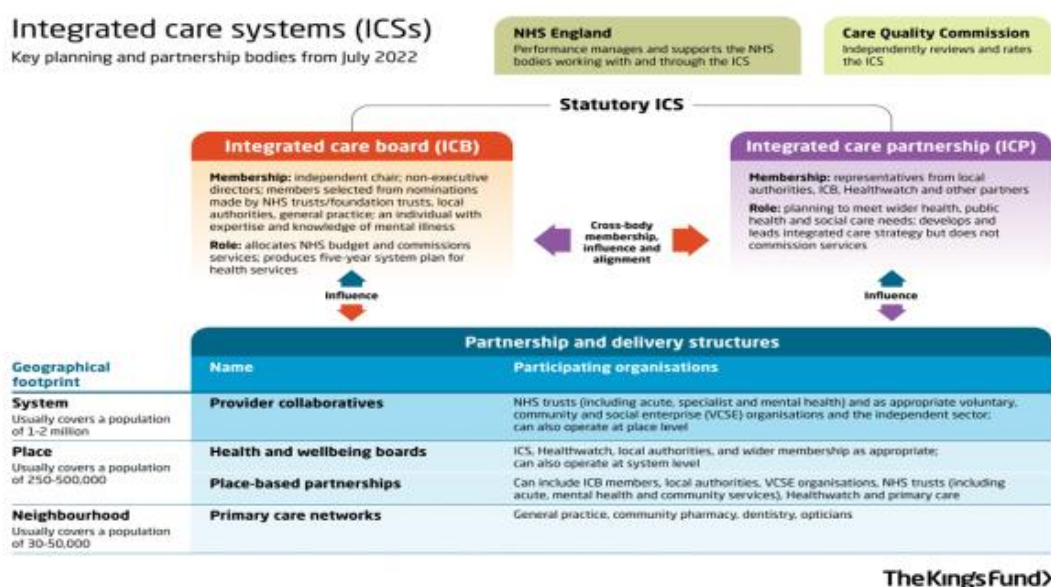 Integrated care systems (ICSs)
Key planning and partnership bodies from July 2022
NHS England
Performance manages and supports the NHS
bodies working with and through the ICS
Care Quality Commission
Independently reviews and rates
the ICS
Statutory ICS
Integrated care board (ICB)
Membership: independent chair; non-executive
directors; members selected from nominations
made by NHS trusts/foundation trusts, local
authorities, general practice; an individual with
expertise and knowledge of mental illness
Role: allocates NHS budget and commissions
services; produces five-year system plan for
health services
Cross-body
membership,
influence and
alignment
Integrated care partnership (ICP)
Membership: representatives from local
authorities, ICB, Healthwatch and other partners
Role: planning to meet wider health, public
health and social care needs; develops and
leads integrated care strategy but does not
commission services
Influence
Influence
Partnership and delivery structures
Geographical
footprint
Name
Participating organisations
System
Usually covers a population
of 1-2 million
Provider collaboratives
NHS trusts (including acute, specialist and mental health) and as appropriate voluntary,
community and social enterprise (VCSE) organisations and the independent sector;
can also operate at place level
Place
Usually covers a population
of 250-500,000
Health and wellbeing boards
ICS, Healthwatch, local authorities, and wider membership as appropriate;
can also operate at system level
Place-based partnerships
Can include ICB members, local authorities, VCSE organisations, NHS trusts (including
acute, mental health and community services), Healthwatch and primary care
Neighbourhood
Usually covers a population
of 30-50,000
Primary care networks
General practice, community pharmacy, dentistry, opticians
TheKingsFund>